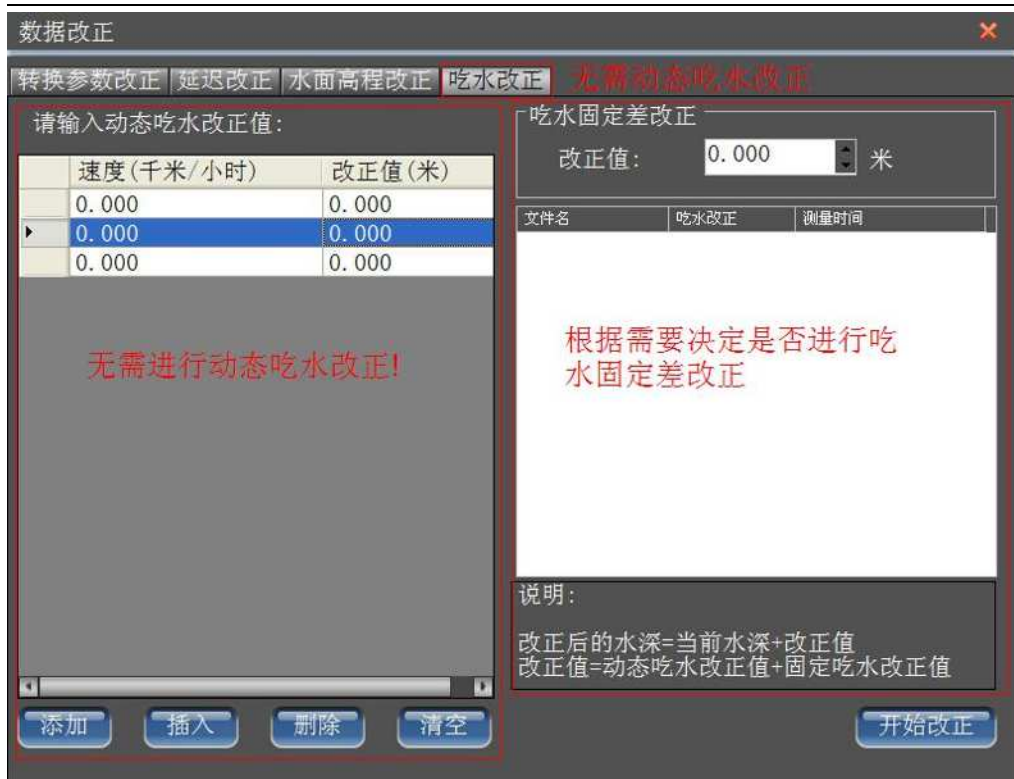 数据改正
转换参数改正 延迟改正 水面高程改正 吃水改正 无需动态吃水改正
请输入动态吃水改正值:
速度(千米/小时) 改正值(米)
0.000 0.000
0.000 0.000
0.000 0.000
无需进行动态吃水改正!
添加 插入 删除 清空
吃水固定差改正
改正值: 0.000 米
文件名 吃水改正 测量时间
根据需要决定是否进行吃
水固定差改正
说明:
改正后的水深=当前水深+改正值
改正值=动态吃水改正值+固定吃水改正值
开始改正